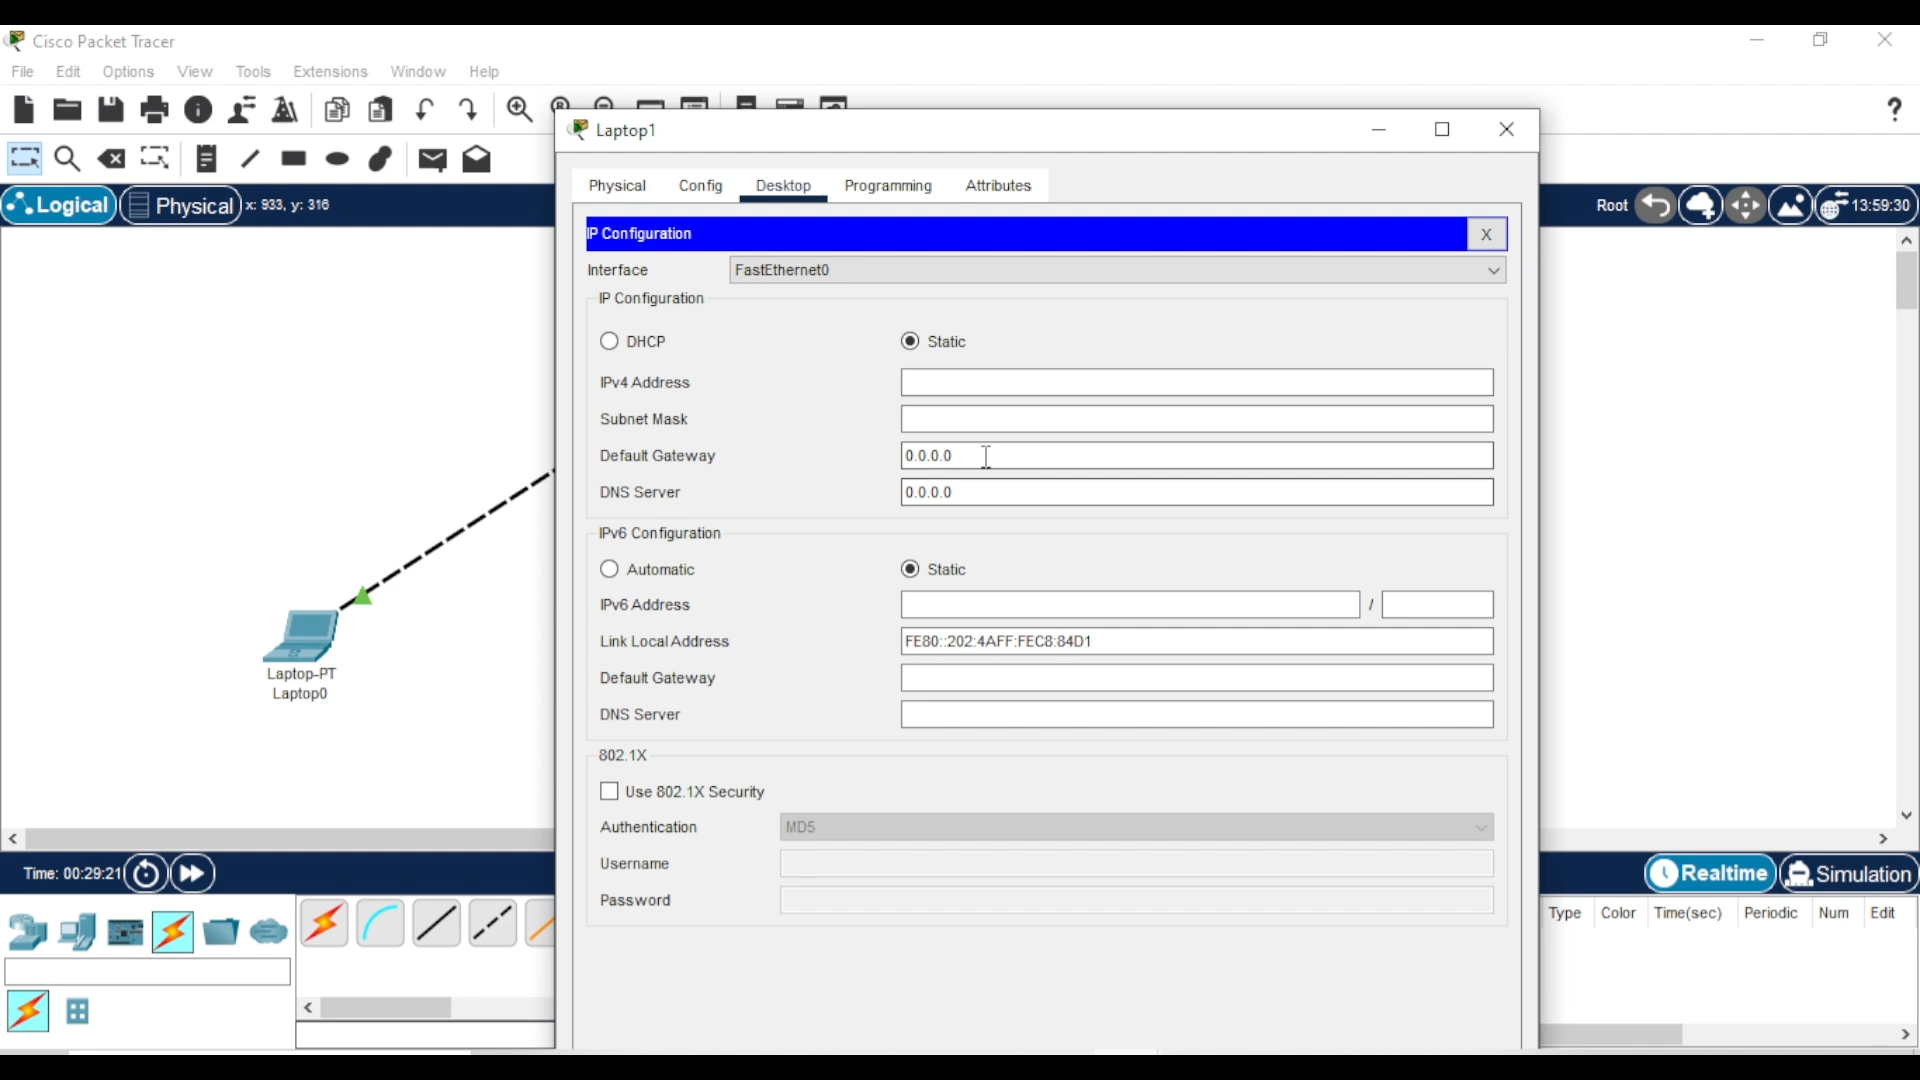 Cisco Packet Tracer
File Edit Options View Tools Extensions Window Help
Laptop1
Physical Config Desktop Programming Attributes
Logical Physical x: 933, y: 316
Root 13:59:30
IP Configuration X
Interface FastEthernet0
IP Configuration
DHCP Static
IPv4 Address
Subnet Mask
Default Gateway 0.0.0.0
DNS Server 0.0.0.0
IPv6 Configuration
Automatic Static
IPv6 Address /
Link Local Address FE80::202:4AFF:FEC8:84D1
Default Gateway
DNS Server
802.1X
Use 802.1X Security
Authentication MD5
Username
Password
Laptop-PT
Laptop0
Time: 00:29:21
Realtime Simulation
Type Color Time(sec) Periodic Num Edit